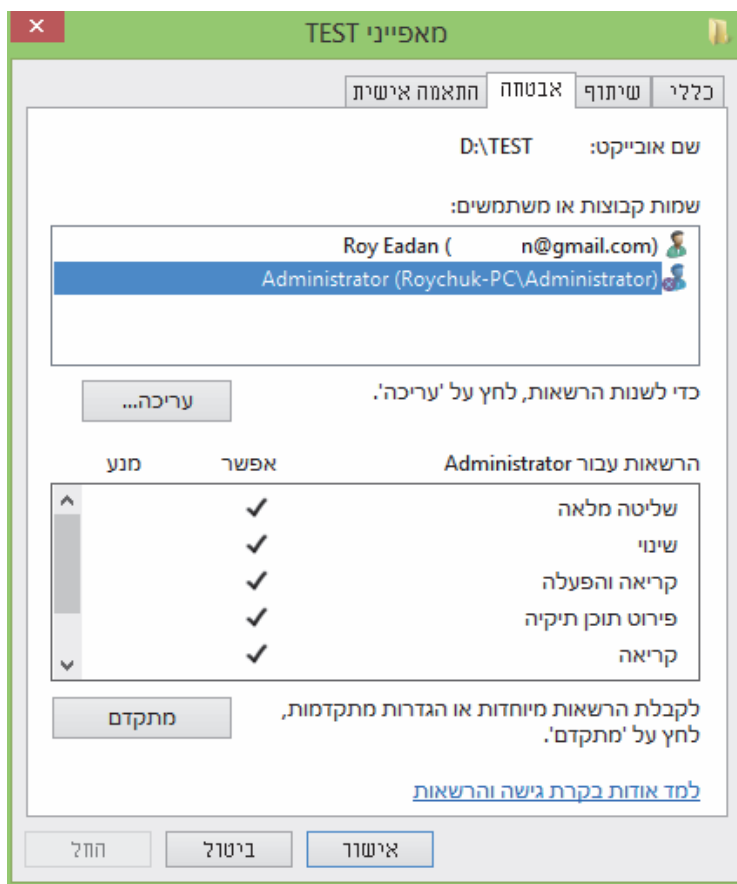 מאפייני TEST
כללי שיתוף אבטחה התאמה אישית
שם אובייקט: D:\TEST
שמות קבוצות או משתמשים:
Roy Eadan ( n@gmail.com)
Administrator (Roychuk-PC\Administrator)
כדי לשנות הרשאות, לחץ על 'עריכה'.
עריכה...
הרשאות עבור Administrator אפשר מנע
שליטה מלאה
שינוי
קריאה והפעלה
פירוט תוכן תיקיה
קריאה
לקבלת הרשאות מיוחדות או הגדרות מתקדמות,
לחץ על 'מתקדם'.
מתקדם
למד אודות בקרת גישה והרשאות
אישור ביטול החל